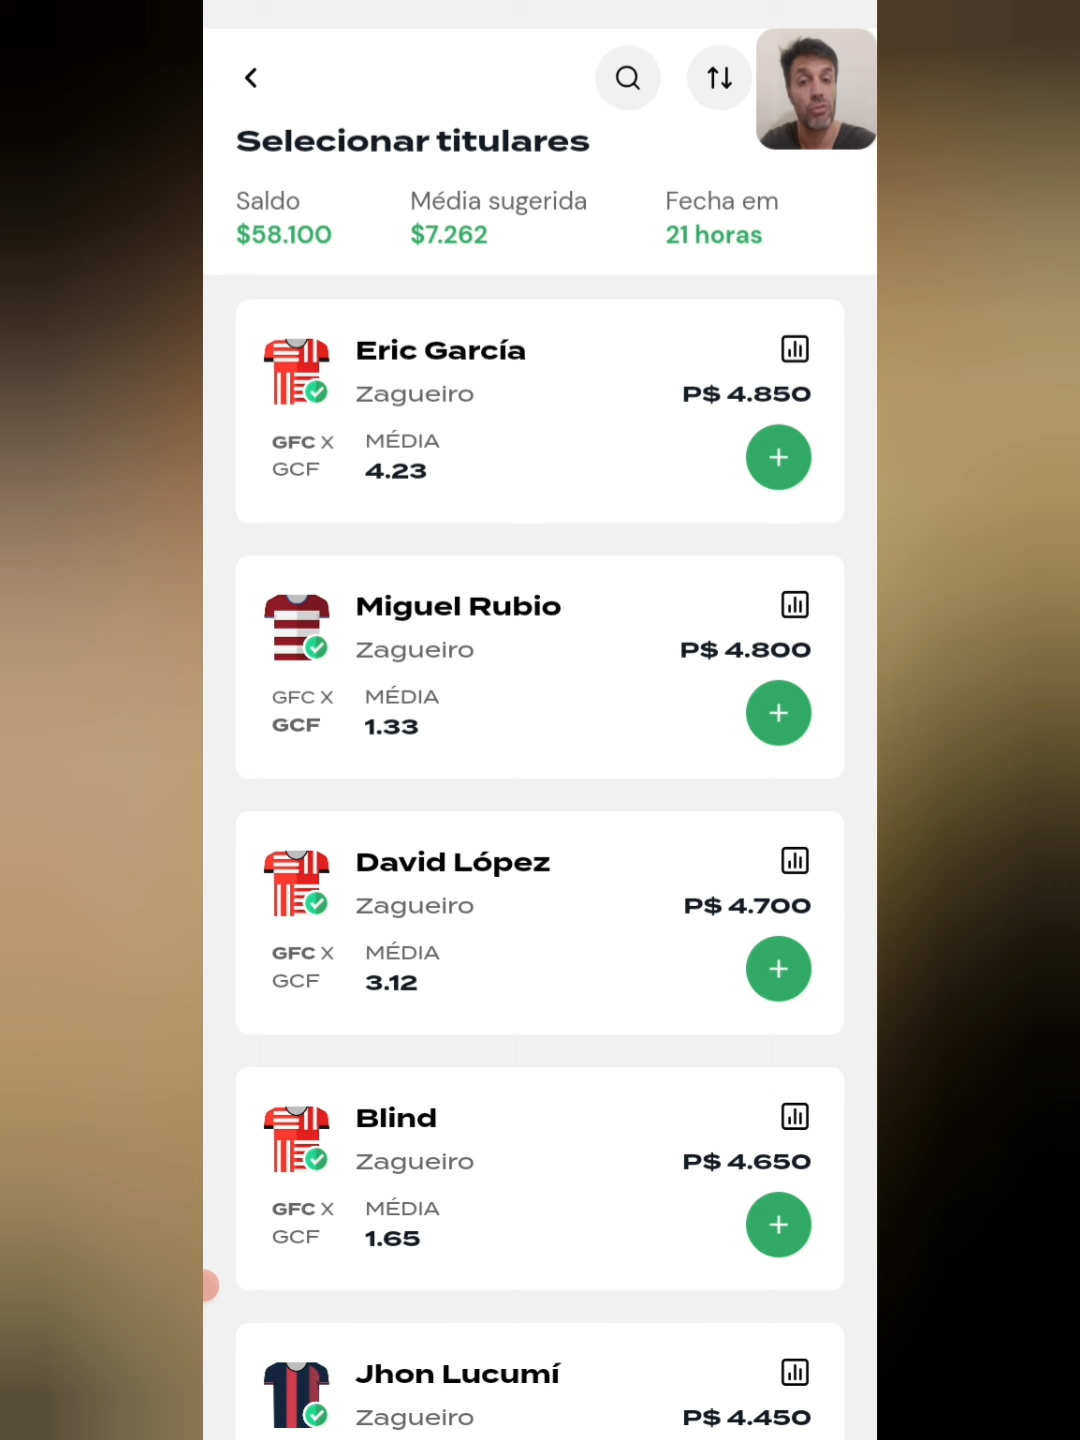 Selecionar titulares
Saldo Média sugerida Fecha em
$58.100 $7.262 21 horas
Eric García
Zagueiro P$ 4.850
GFC X MÉDIA
GCF 4.23
Miguel Rubio
Zagueiro P$ 4.800
GFC X MÉDIA
GCF 1.33
David López
Zagueiro P$ 4.700
GFC X MÉDIA
GCF 3.12
Blind
Zagueiro P$ 4.650
GFC X MÉDIA
GCF 1.65
Jhon Lucumí
Zagueiro P$ 4.450